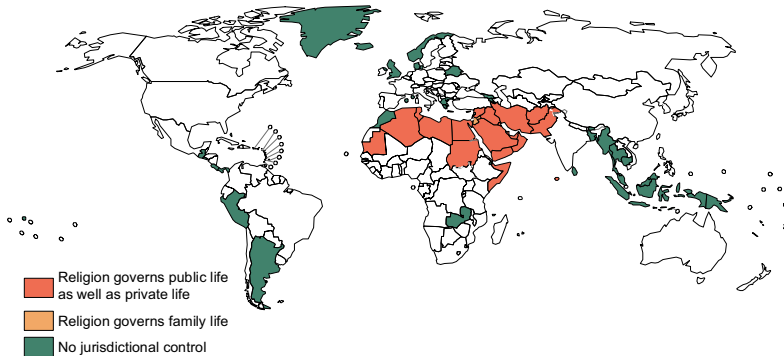 Religion governs public life
as well as private life
Religion governs family life
No jurisdictional control